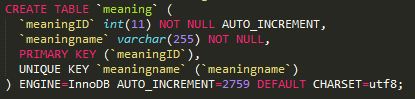 CREATE TABLE `meaning` (
  `meaningID` int(11) NOT NULL AUTO_INCREMENT,
  `meaningname` varchar(255) NOT NULL,
  PRIMARY KEY (`meaningID`),
  UNIQUE KEY `meaningname` (`meaningname`)
) ENGINE=InnoDB AUTO_INCREMENT=2759 DEFAULT CHARSET=utf8;